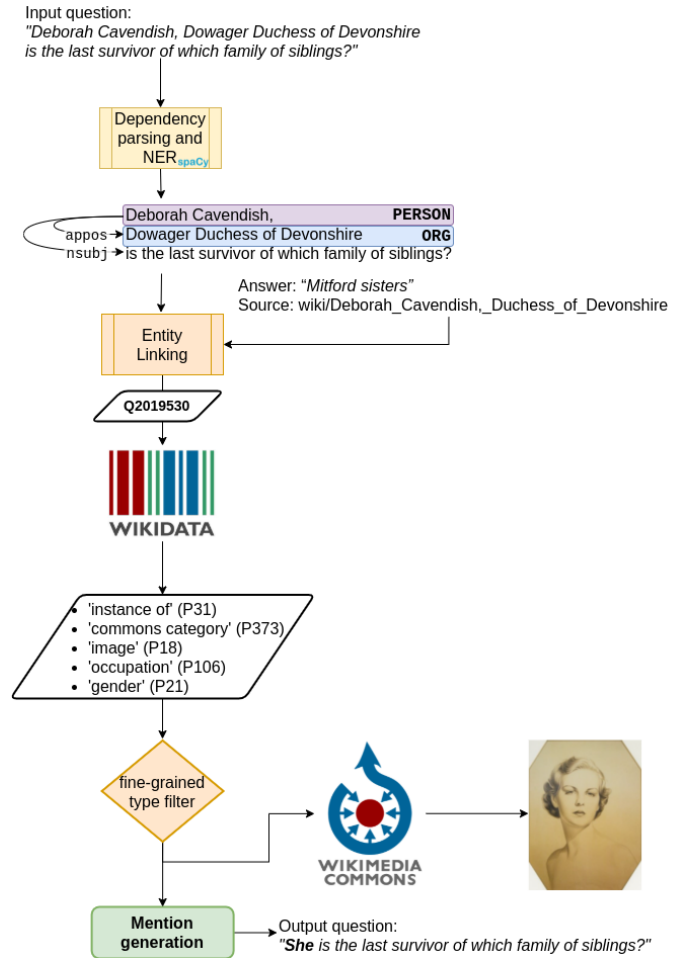 Input question:
"Deborah Cavendish, Dowager Duchess of Devonshire
is the last survivor of which family of siblings?"
Dependency
parsing and
NER spaCy
Deborah Cavendish, PERSON
appos Dowager Duchess of Devonshire ORG
nsubj is the last survivor of which family of siblings?
Answer: “Mitford sisters”
Source: wiki/Deborah_Cavendish,_Duchess_of_Devonshire
Entity
Linking
Q2019530
WIKIDATA
• 'instance of' (P31)
• 'commons category' (P373)
• 'image' (P18)
• 'occupation' (P106)
• 'gender' (P21)
fine-grained
type filter
WIKIMEDIA
COMMONS
Mention
generation
Output question:
"She is the last survivor of which family of siblings?"